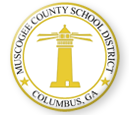 MUSCOGEE COUNTY SCHOOL DISTRICT
COLUMBUS, GA